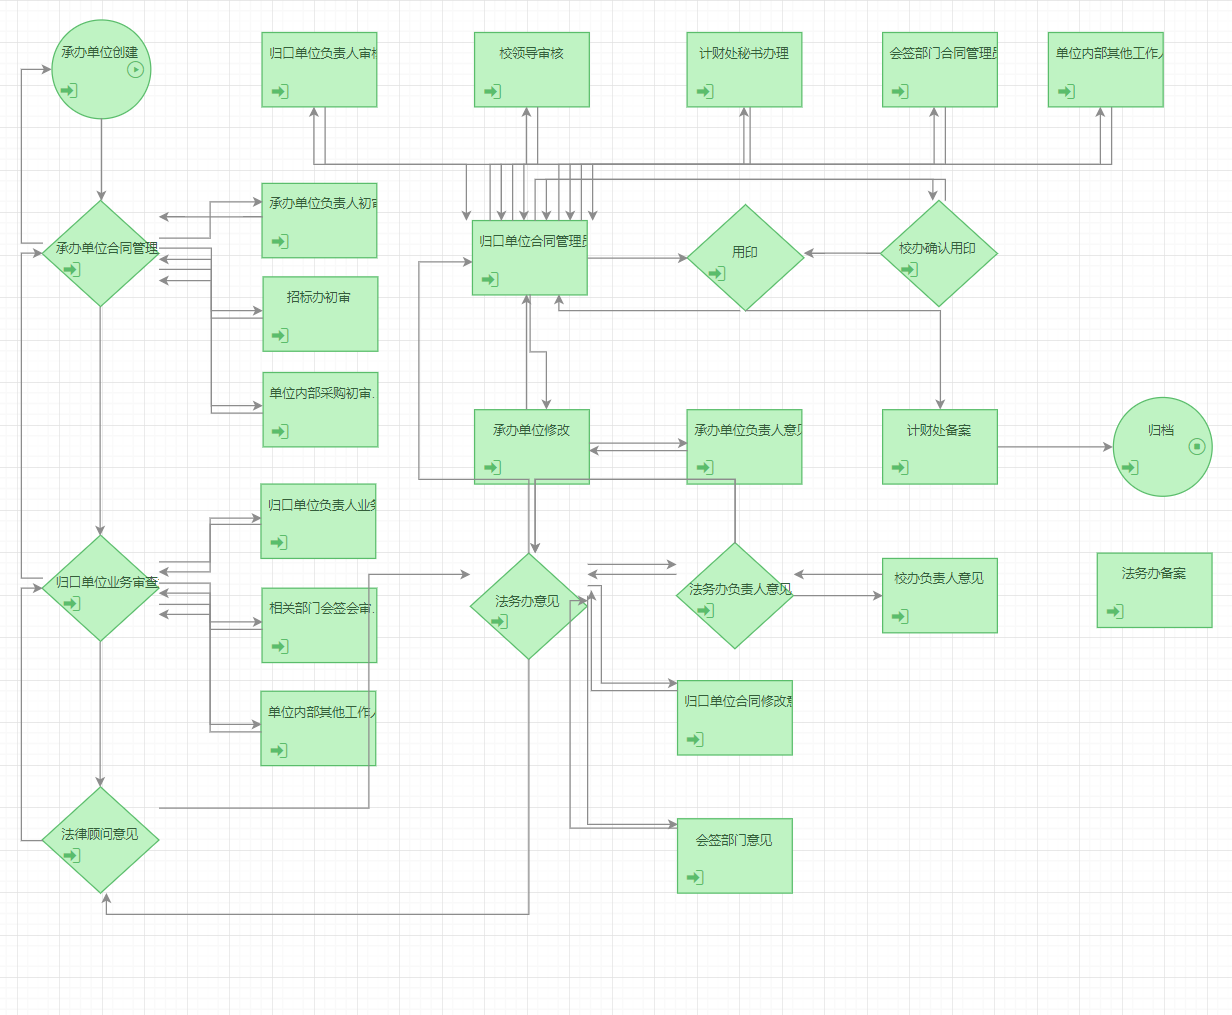 承办单位创建
归口单位负责人审核
校领导审核
计财处秘书办理
会签部门合同管理员
单位内部其他工作人
承办单位合同管理
承办单位负责人初审
归口单位合同管理员
用印
校办确认用印
招标办初审
单位内部采购初审.
承办单位修改
承办单位负责人意见
计财处备案
归档
归口单位负责人业务
归口单位业务审查
相关部门会签会审.
法务办意见
法务办负责人意见
校办负责人意见
法务办备案
单位内部其他工作人
归口单位合同修改意
法律顾问意见
会签部门意见